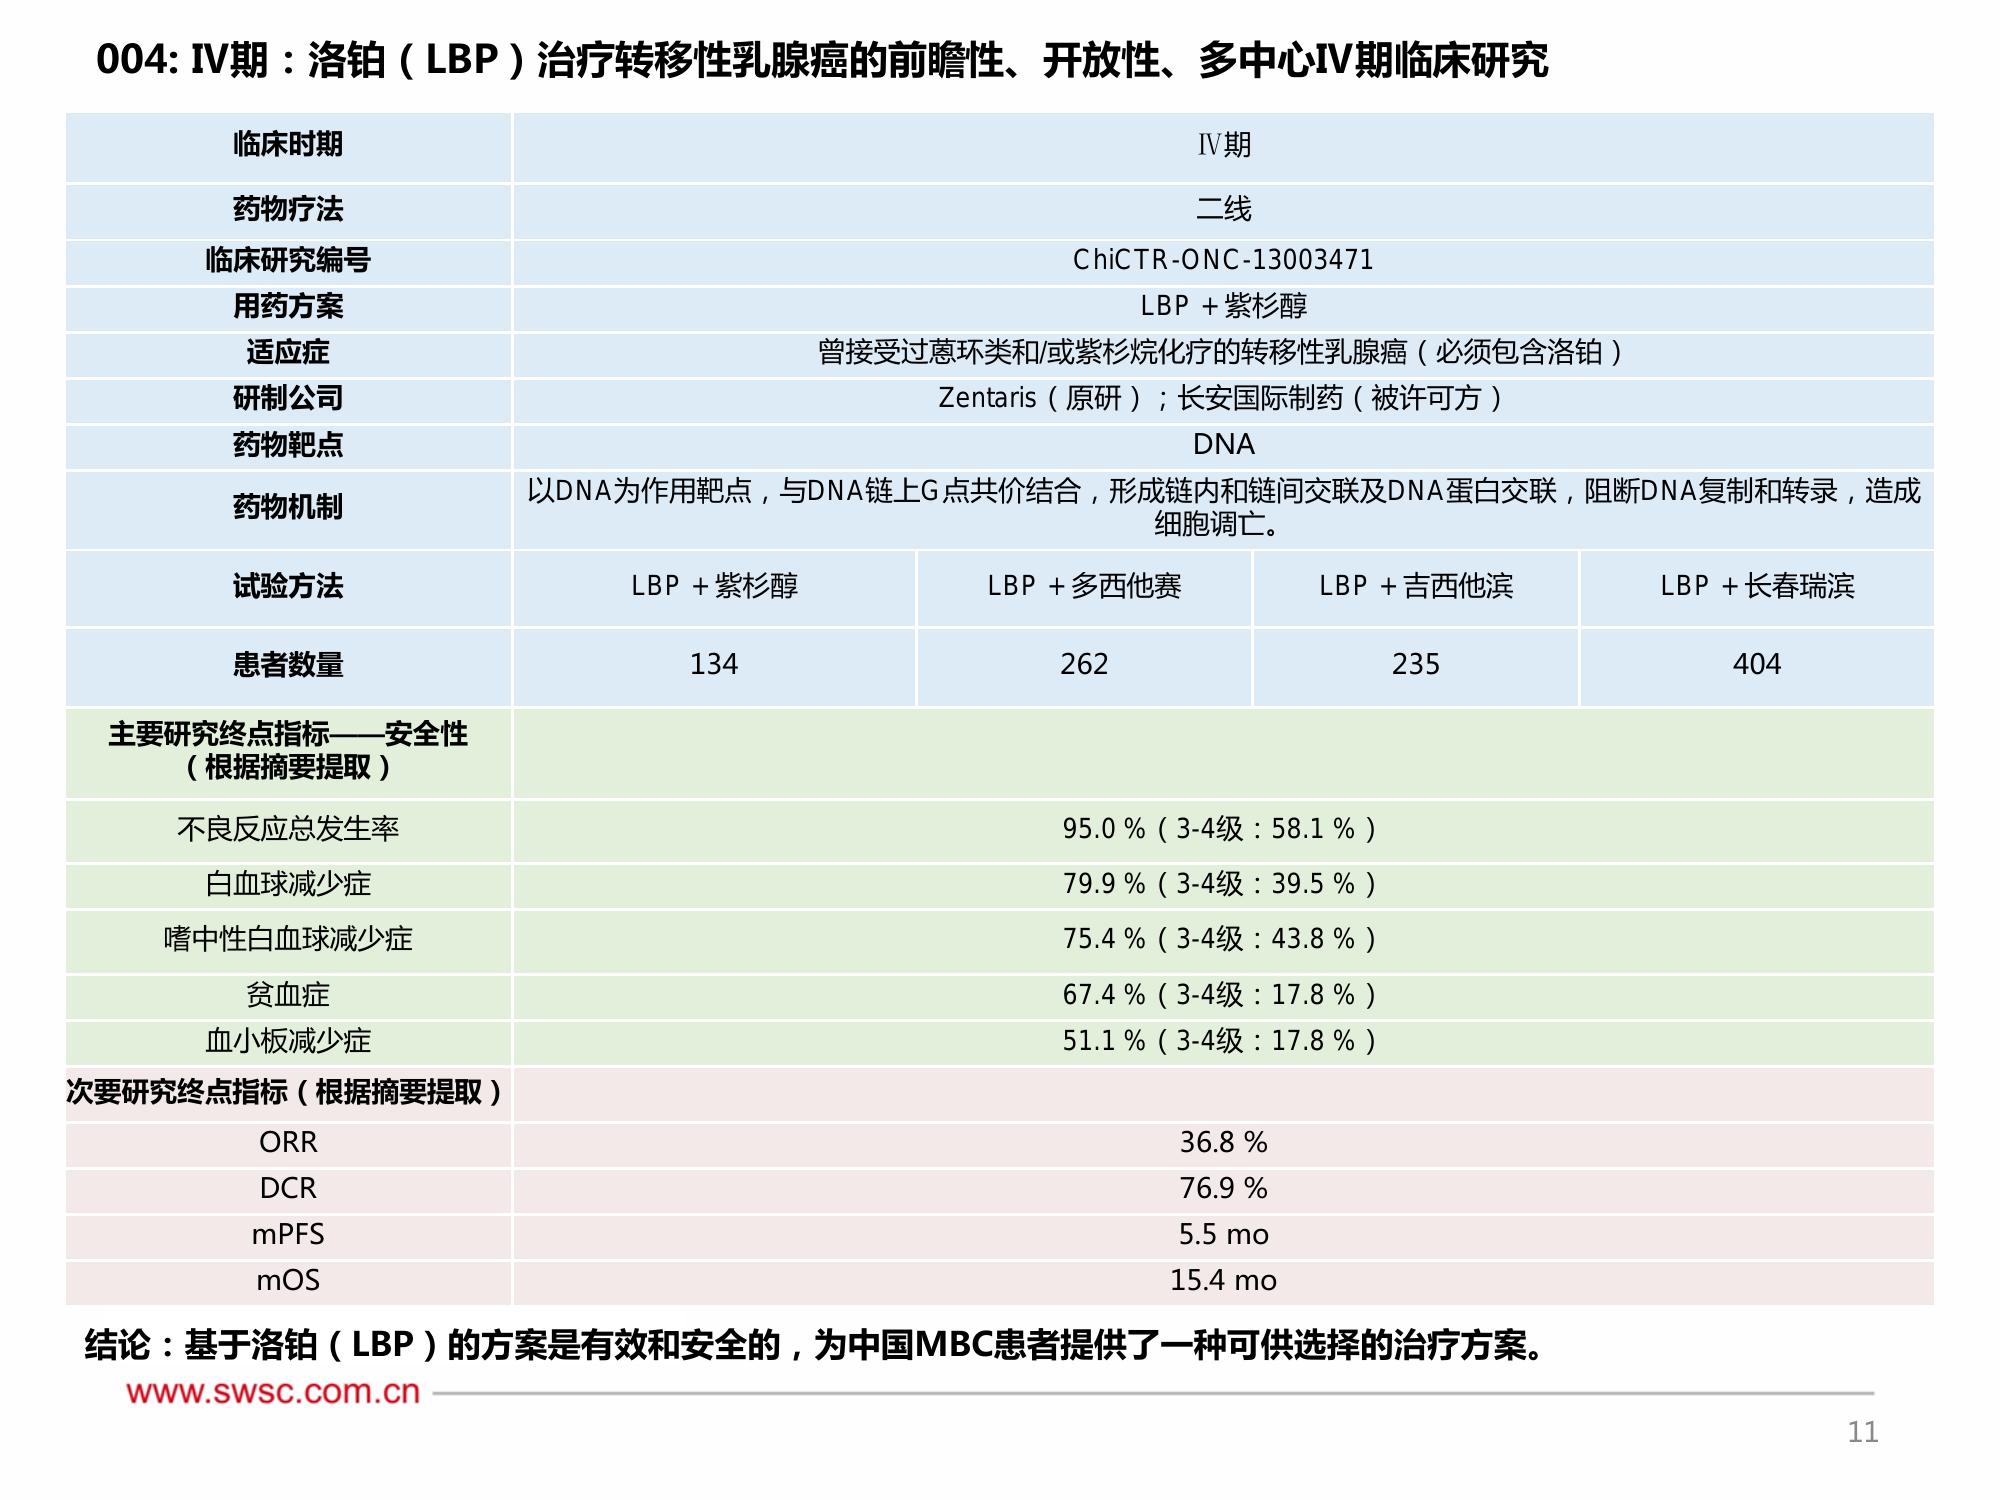 004: Ⅳ期：洛铂（LBP）治疗转移性乳腺癌的前瞻性、开放性、多中心Ⅳ期临床研究
临床时期 Ⅳ期
药物疗法 二线
临床研究编号 ChiCTR-ONC-13003471
用药方案 LBP + 紫杉醇
适应症 曾接受过蒽环类和/或紫杉烷化疗的转移性乳腺癌（必须包含洛铂）
研制公司 Zentaris（原研）；长安国际制药（被许可方）
药物靶点 DNA
药物机制 以DNA为作用靶点，与DNA链上G点共价结合，形成链内和链间交联及DNA蛋白交联，阻断DNA复制和转录，造成
细胞调亡。
试验方法 LBP + 紫杉醇 LBP + 多西他赛 LBP + 吉西他滨 LBP + 长春瑞滨
患者数量 134 262 235 404
主要研究终点指标——安全性
（根据摘要提取）
不良反应总发生率 95.0 %（3-4级：58.1 %）
白血球减少症 79.9 %（3-4级：39.5 %）
嗜中性白血球减少症 75.4 %（3-4级：43.8 %）
贫血症 67.4 %（3-4级：17.8 %）
血小板减少症 51.1 %（3-4级：17.8 %）
次要研究终点指标（根据摘要提取）
ORR 36.8 %
DCR 76.9 %
mPFS 5.5 mo
mOS 15.4 mo
结论：基于洛铂（LBP）的方案是有效和安全的，为中国MBC患者提供了一种可供选择的治疗方案。
www.swsc.com.cn
11